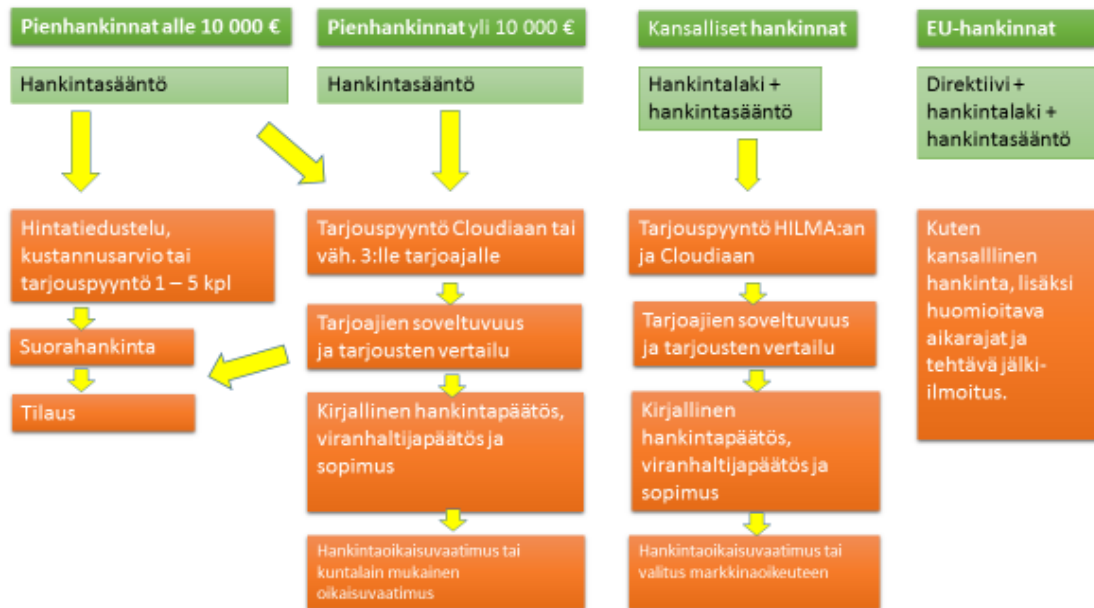 Pienhankinnat alle 10 000 €
Hankintasääntö
Hintatiedustelu,
kustannusarvio tai
tarjouspyyntö 1 – 5 kpl
Suorahankinta
Tilaus
Pienhankinnat yli 10 000 €
Hankintasääntö
Tarjouspyyntö Cloudiaan tai
väh. 3:lle tarjoajalle
Tarjoajien soveltuvuus
ja tarjousten vertailu
Kirjallinen hankintapäätös,
viranhaltijapäätös ja
sopimus
Hankintaoikaisuvaatimus tai
kuntalain mukainen
oikaisuvaatimus
Kansalliset hankinnat
Hankintalaki +
hankintasääntö
Tarjouspyyntö HILMA:an
ja Cloudiaan
Tarjoajien soveltuvuus
ja tarjousten vertailu
Kirjallinen
hankintapäätös,
viranhaltijapäätös ja
sopimus
Hankintaoikaisuvaatimus tai
valitus markkinaoikeuteen
EU-hankinnat
Direktiivi +
hankintalaki +
hankintasääntö
Kuten
kansalllinen
hankinta, lisäksi
huomioitava
aikarajat ja
tehtävä jälki-
ilmoitus.